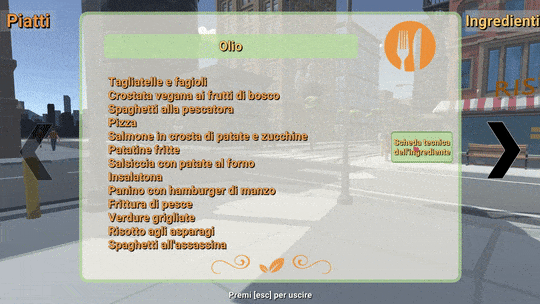 Piatti
Ingredienti
Olio
Tagliatelle e fagioli
Crostata vegana ai frutti di bosco
Spaghetti alla pescatora
Pizza
Salmone in crosta di patate e zucchine
Patatine fritte
Salsiccia con patate al forno
Insalatona
Panino con hamburger di manzo
Frittura di pesce
Verdure grigliate
Risotto agli asparagi
Spaghetti all'assassina
Scheda tecnica
dell'ingrediente
RIS
Premi [esc] per uscire